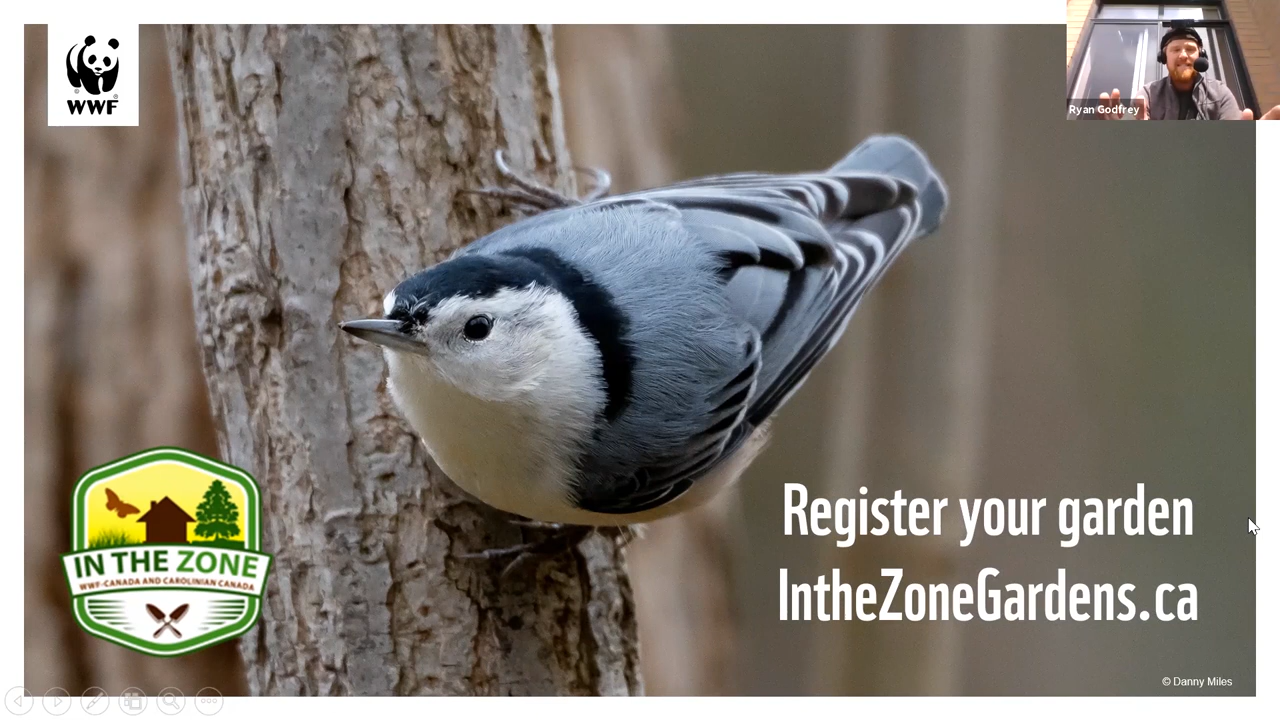 WWF
Ryan Godfrey
IN THE ZONE
WWF-CANADA AND CAROLINIAN CANADA
Register your garden
IntheZoneGardens.ca
© Danny Miles